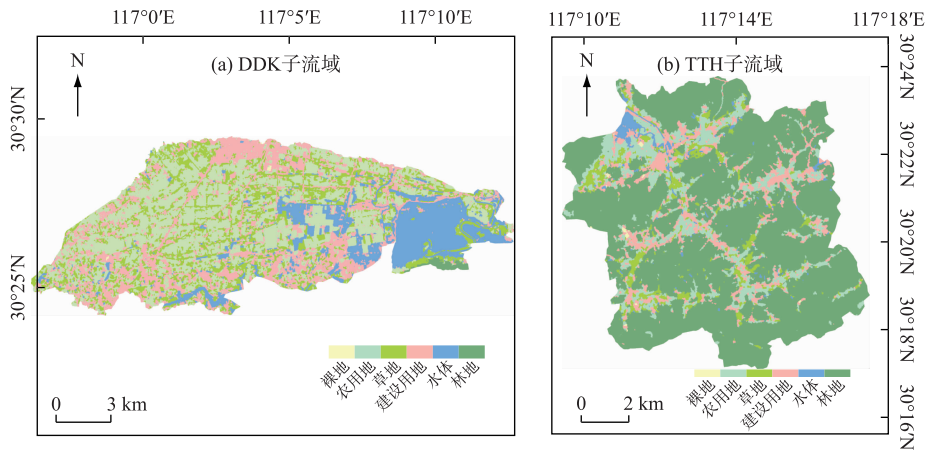 117°0′E 117°5′E 117°10′E
(a) DDK子流域
N
30°30′N
30°25′N
裸地 农用地 草地 建设用地 水体 林地
0 3 km
117°10′E 117°14′E 117°18′E
(b) TTH子流域
N
30°24′N
30°22′N
30°20′N
30°18′N
30°16′N
裸地 农用地 草地 建设用地 水体 林地
0 2 km